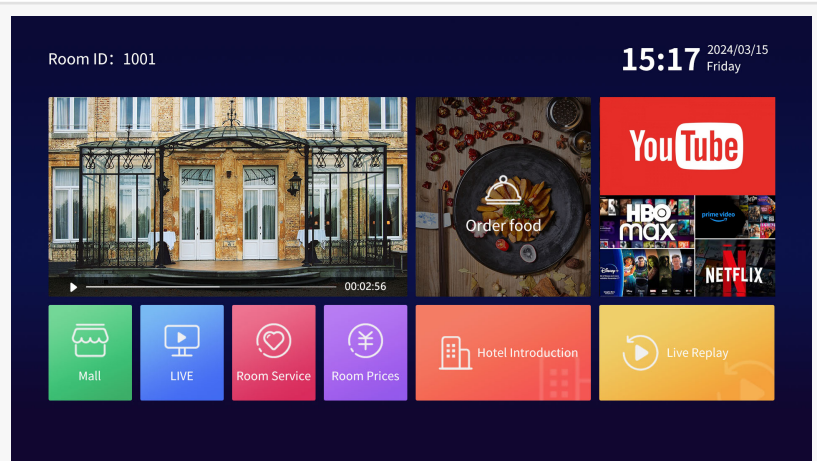 Room ID: 1001
15:17
2024/03/15
Friday
YouTube
Order food
HBO
max
prime video
Disney+
NETFLIX
00:02:56
Mall
LIVE
Room Service
Room Prices
Hotel Introduction
Live Replay